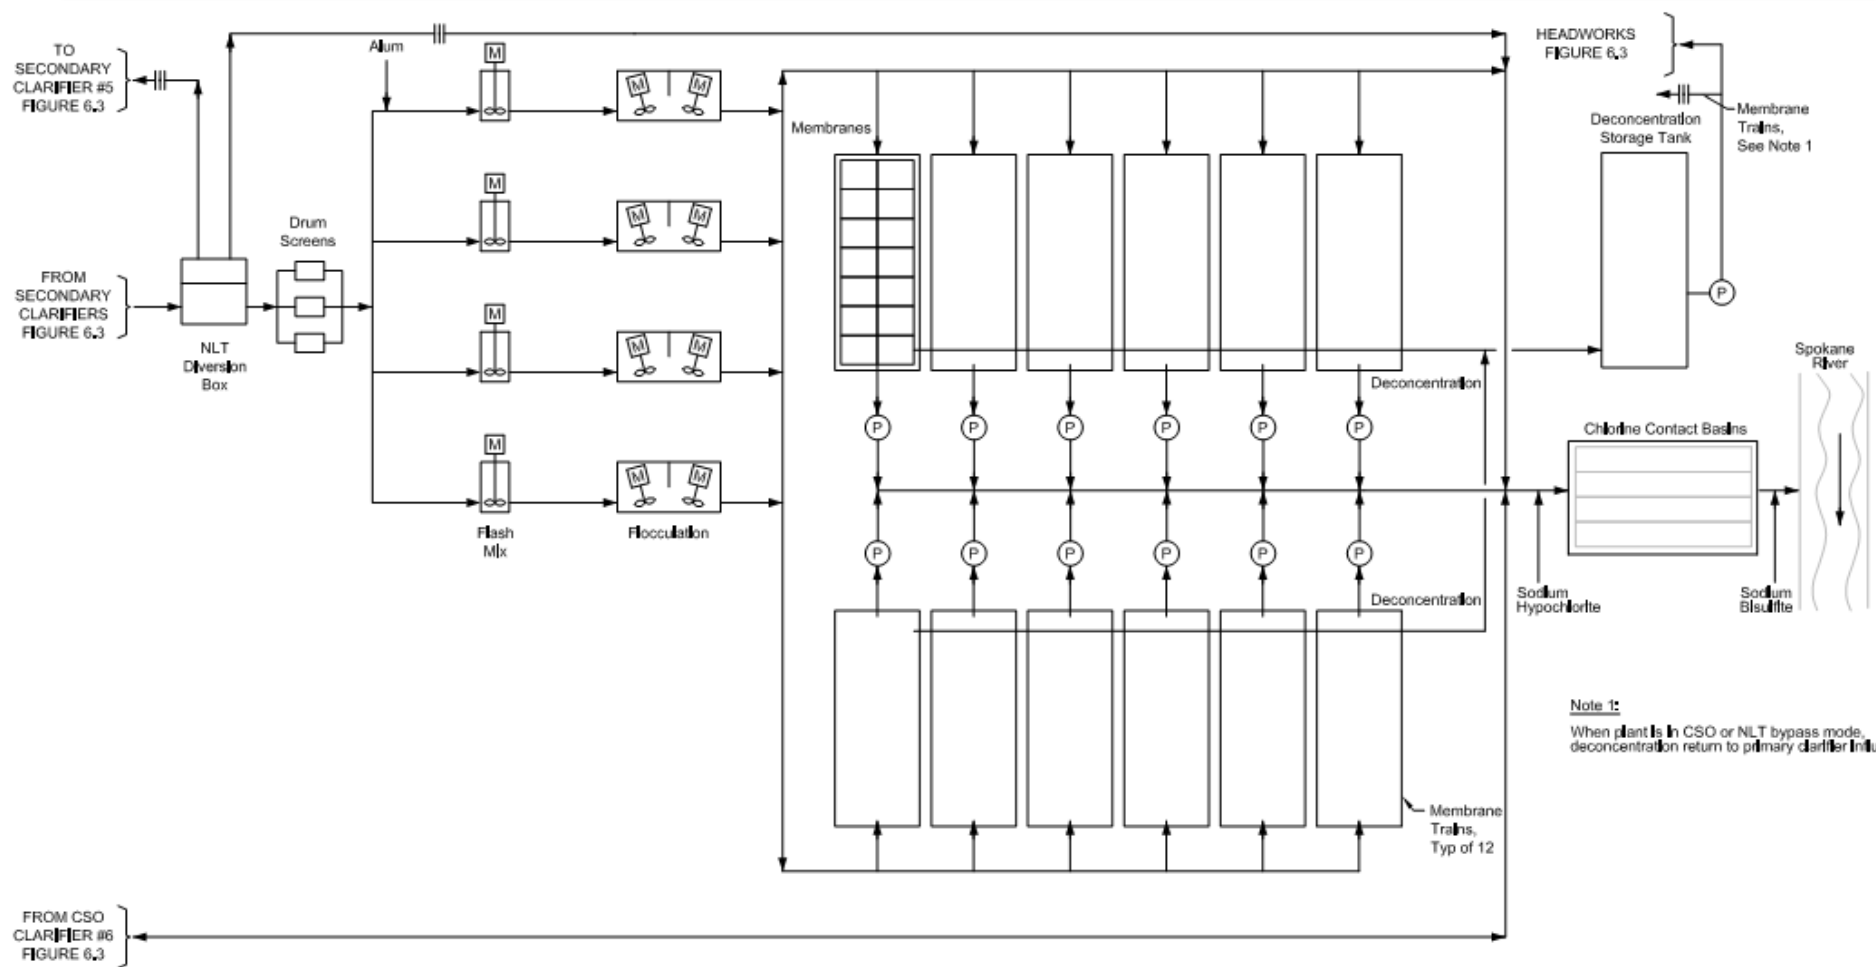 TO
SECONDARY
CLARIFIER #5
FIGURE 6.3
Alum
M
M
M
HEADWORKS
FIGURE 6.3
Membrane
Trains,
See Note 1
Deconcentration
Storage Tank
Membranes
M
M
M
Drum
Screens
FROM
SECONDARY
CLARIFIERS
FIGURE 6.3
NLT
Diversion
Box
M
M
M
P
Spokane
River
Deconcentration
P
P
P
P
P
P
Chlorine Contact Basins
M
M
M
Flash
Mix
Flocculation
P
P
P
P
P
P
Deconcentration
Sodium
Hypochlorite
Sodium
Bisulfite
Note 1:
When plant is in CSO or NLT bypass mode,
deconcentration return to primary clarifier
Membrane
Trains,
Typ of 12
FROM CSO
CLARIFIER #6
FIGURE 6.3